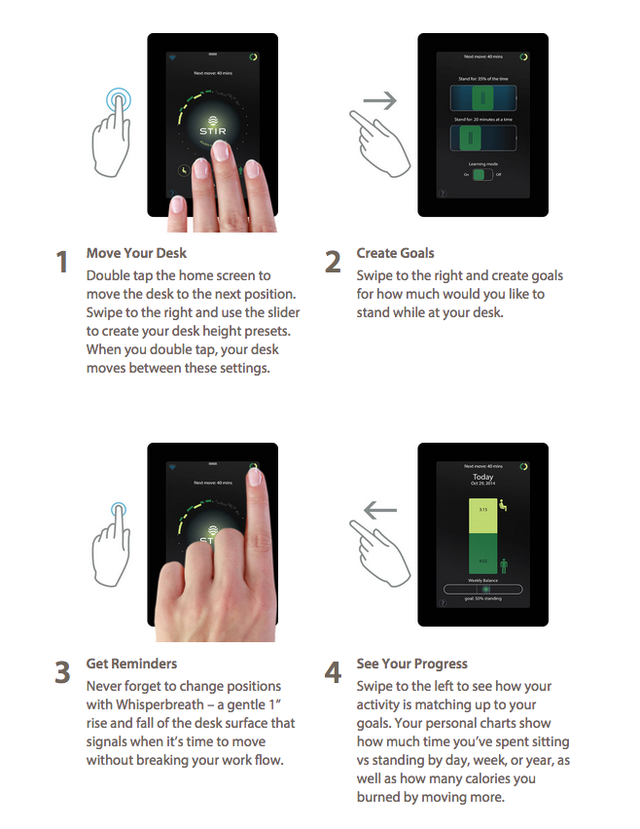 Next move: 40 mins
STIR
1
Move Your Desk
Double tap the home screen to
move the desk to the next position.
Swipe to the right and use the slider
to create your desk height presets.
When you double tap, your desk
moves between these settings.
Next move: 40 mins
Stand for: 35% of the time
Stand for: 20 minutes at a time
Learning mode
On
Off
?
2
Create Goals
Swipe to the right and create goals
for how much would you like to
stand while at your desk.
Next move: 40 mins
3
Get Reminders
Never forget to change positions
with Whisperbreath – a gentle 1”
rise and fall of the desk surface that
signals when it’s time to move
without breaking your work flow.
Next move: 40 mins
Today
Oct 29, 2014
3:13
4:02
Weekly Balance
goal: 50% standing
?
4
See Your Progress
Swipe to the left to see how your
activity is matching up to your
goals. Your personal charts show
how much time you’ve spent sitting
vs standing by day, week, or year, as
well as how many calories you
burned by moving more.